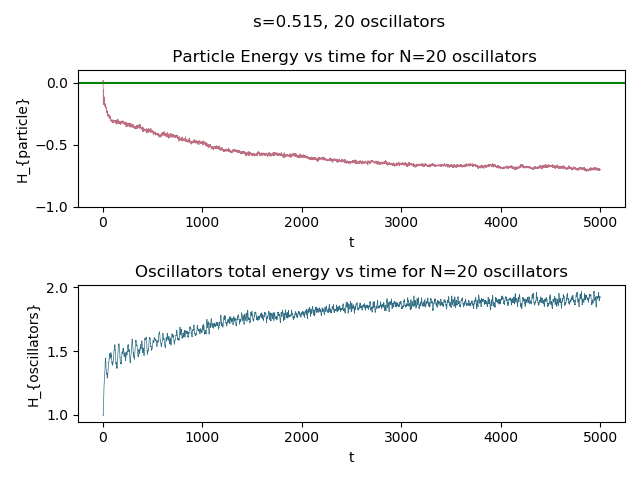 s=0.515, 20 oscillators
Particle Energy vs time for N=20 oscillators
0.0
−0.5
−1.0
H_{particle}
0
1000
2000
3000
4000
5000
t
Oscillators total energy vs time for N=20 oscillators
2.0
1.5
1.0
H_{oscillators}
0
1000
2000
3000
4000
5000
t